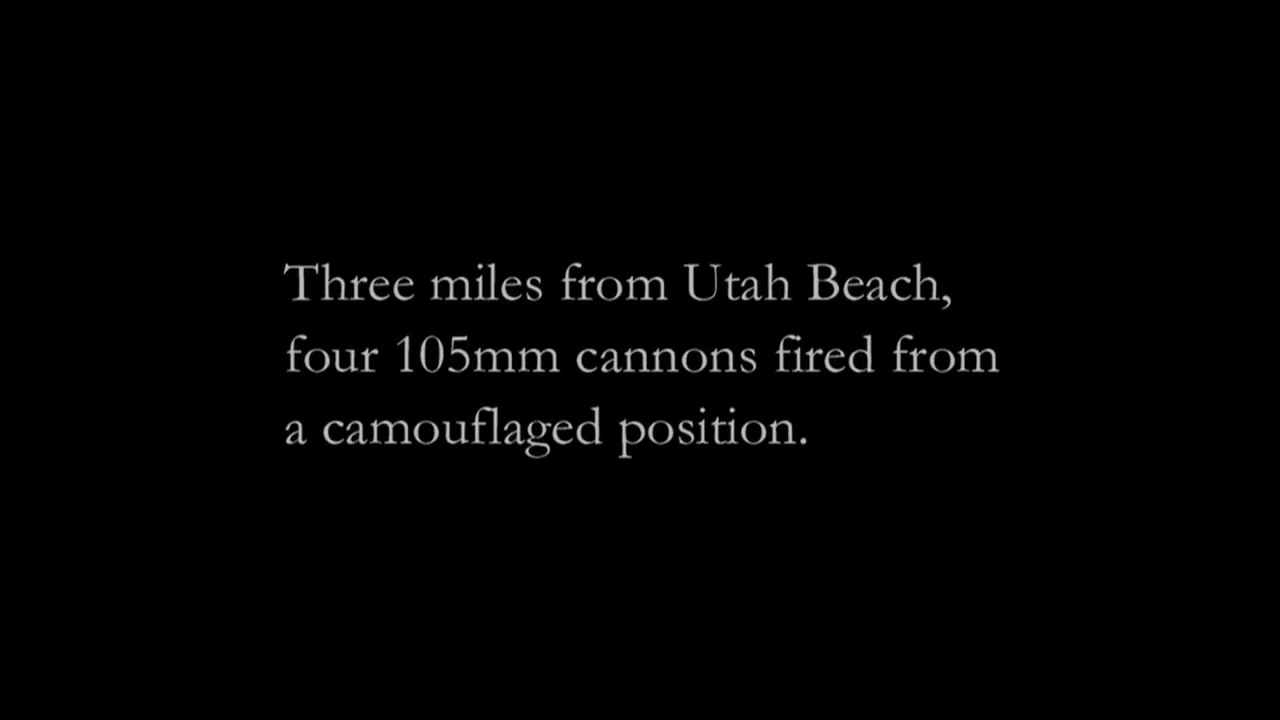 Three miles from Utah Beach,
four 105mm cannons fired from
a camouflaged position.